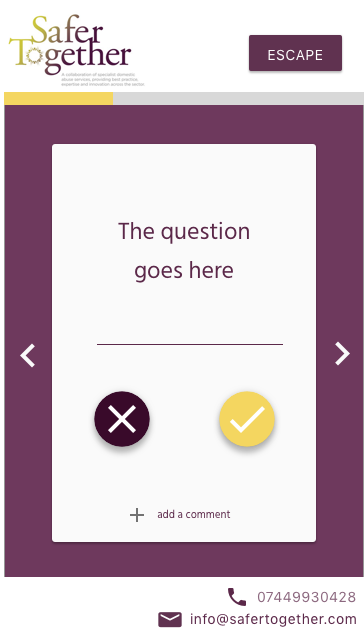 Safer
Together
A collaboration of specialist domestic
abuse services, providing best practice,
expertise and innovation across the sector
ESCAPE
The question
goes here
add a comment
07449930428
info@safertogether.com